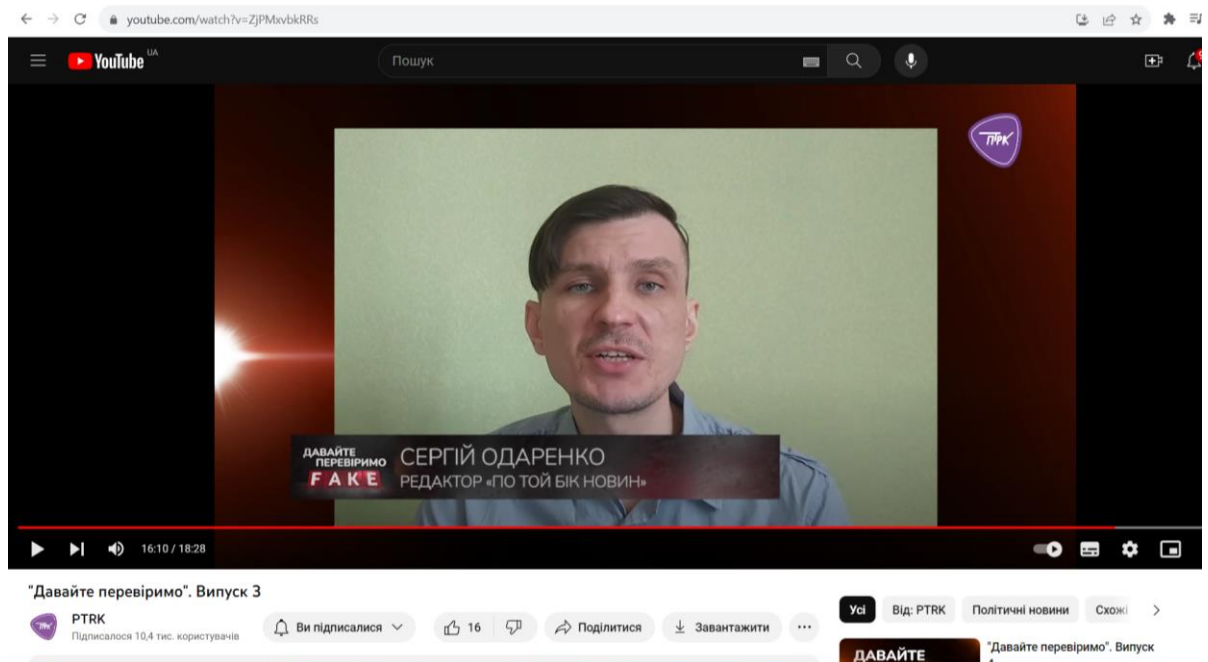 youtube.com/watch?v=ZjPMxvbkRRs
YouTube UA
Пошук
ПТРК
ДАВАЙТЕ
ПЕРЕВІРИМО
FAKE
СЕРГІЙ ОДАРЕНКО
РЕДАКТОР «ПО ТОЙ БІК НОВИН»
16:10 / 18:28
"Давайте перевіримо". Випуск 3
PTRK
Підписалося 10,4 тис. користувачів
Ви підписалися
16
Поділитися
Завантажити
Усі
Від: PTRK
Політичні новини
Схожі
ДАВАЙТЕ
"Давайте перевіримо". Випуск